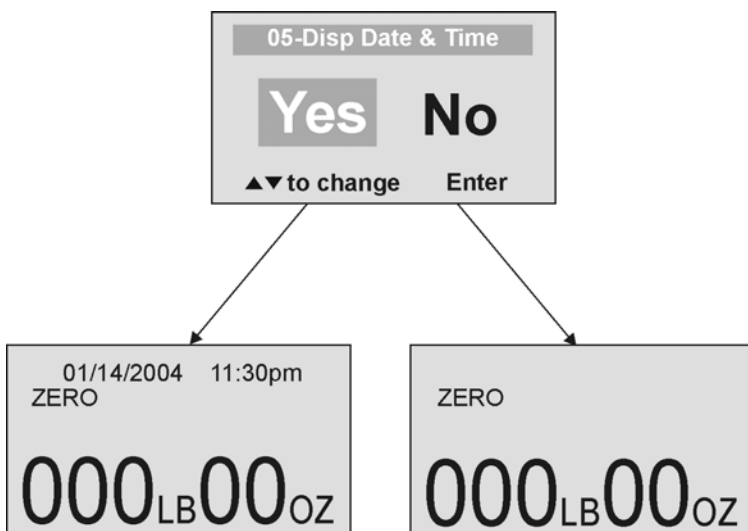 05-Disp Date & Time
Yes No
▲▼to change Enter
01/14/2004 11:30pm
ZERO
000LB00OZ
ZERO
000LB00OZ